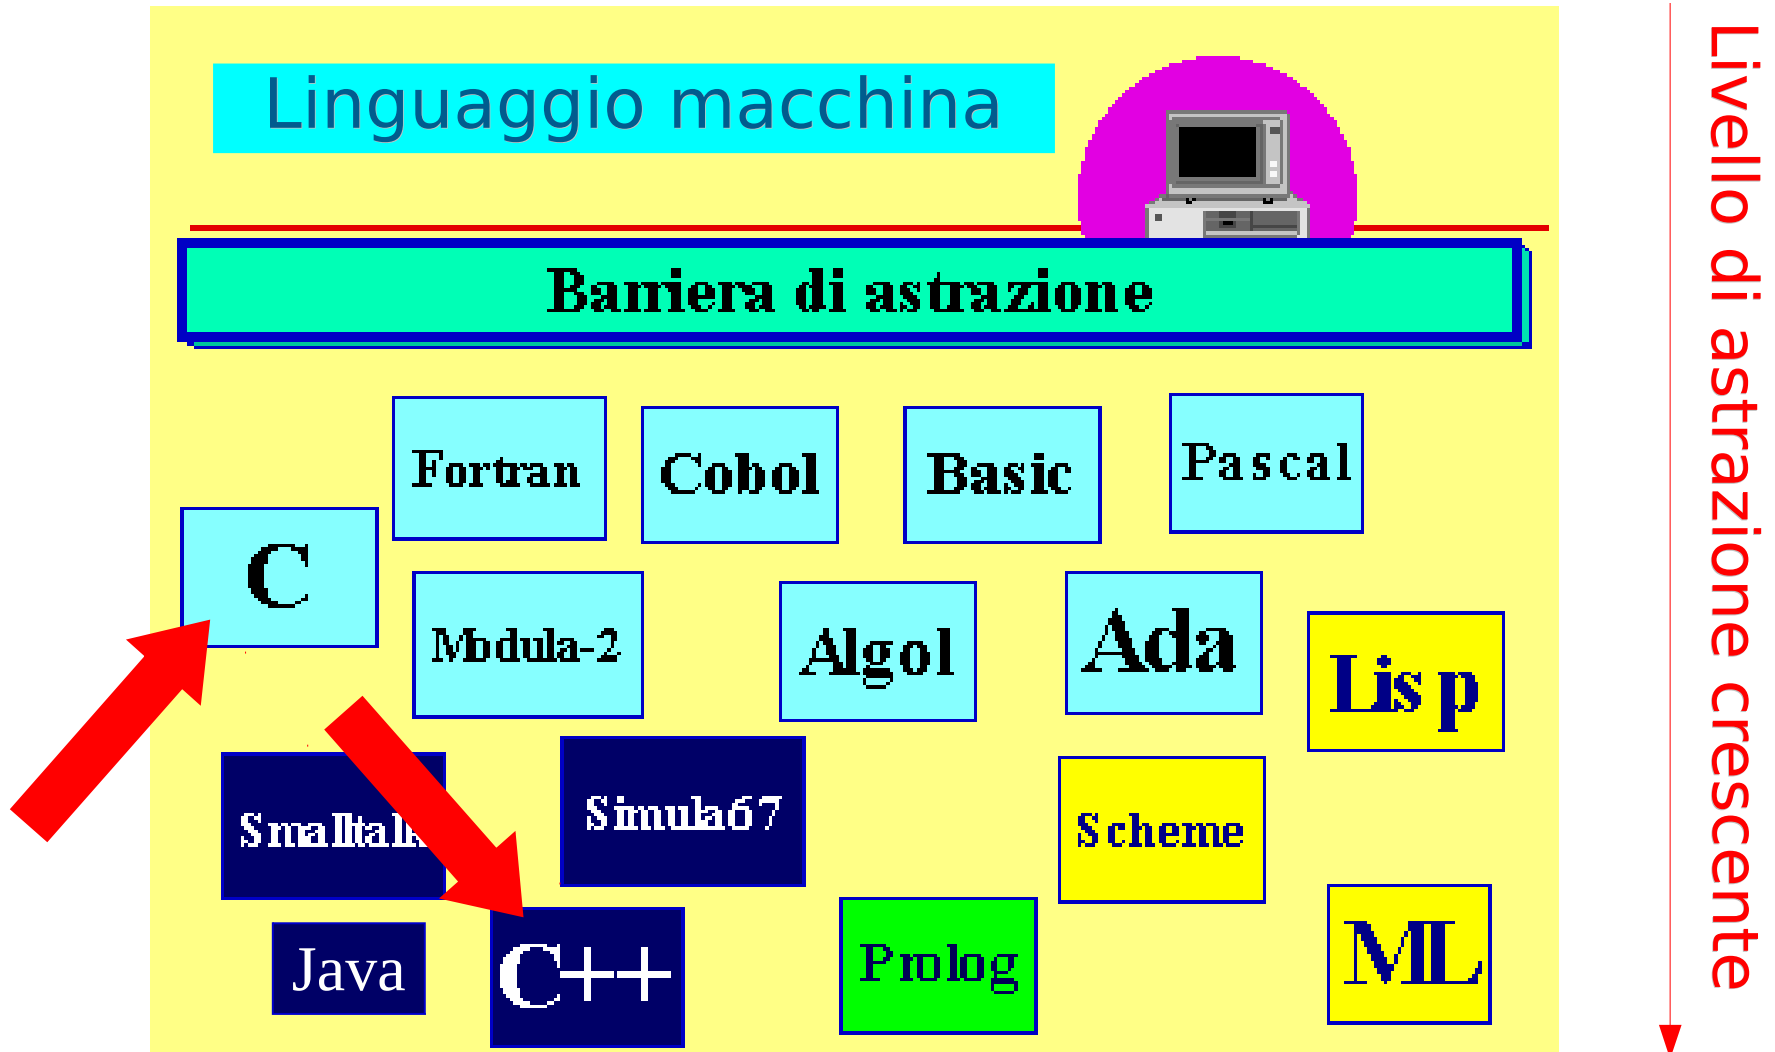 Linguaggio macchina
Barriera di astrazione
Fortran
Cobol
Basic
Pascal
C
Modula-2
Algol
Ada
Lisp
Smalltalk
Simula67
Scheme
Java
C++
Prolog
ML
Livello di astrazione crescente